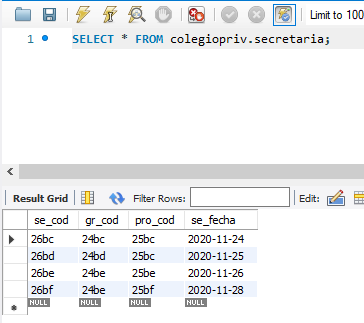 Limit to 100
1 SELECT * FROM colegiopriv.secretaria;
Result Grid Filter Rows: Edit:
se_cod gr_cod pro_cod se_fecha
26bc 24bc 25bc 2020-11-24
26bd 24bd 25bc 2020-11-25
26be 24be 25bc 2020-11-26
26bf 24be 25bf 2020-11-28
NULL NULL NULL NULL